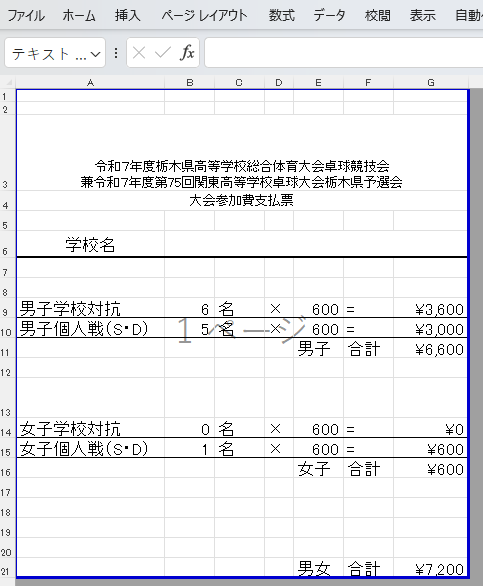 ファイル ホーム 挿入 ページ レイアウト 数式 データ 校閲 表示 自動
テキスト ... fx
A B C D E F G
1
2
令和7年度栃木県高等学校総合体育大会卓球競技会
3 兼令和7年度第75回関東高等学校卓球大会栃木県予選会
4 大会参加費支払票
5
6 学校名
7
8
9 男子学校対抗 6 名 × 600 = ¥3,600
10 男子個人戦(S・D) 5 名 × 600 = ¥3,000
1 ページ
11 男子 合計 ¥6,600
12
13
14 女子学校対抗 0 名 × 600 = ¥0
15 女子個人戦(S・D) 1 名 × 600 = ¥600
16 女子 合計 ¥600
17
18
19
20
21 男女 合計 ¥7,200